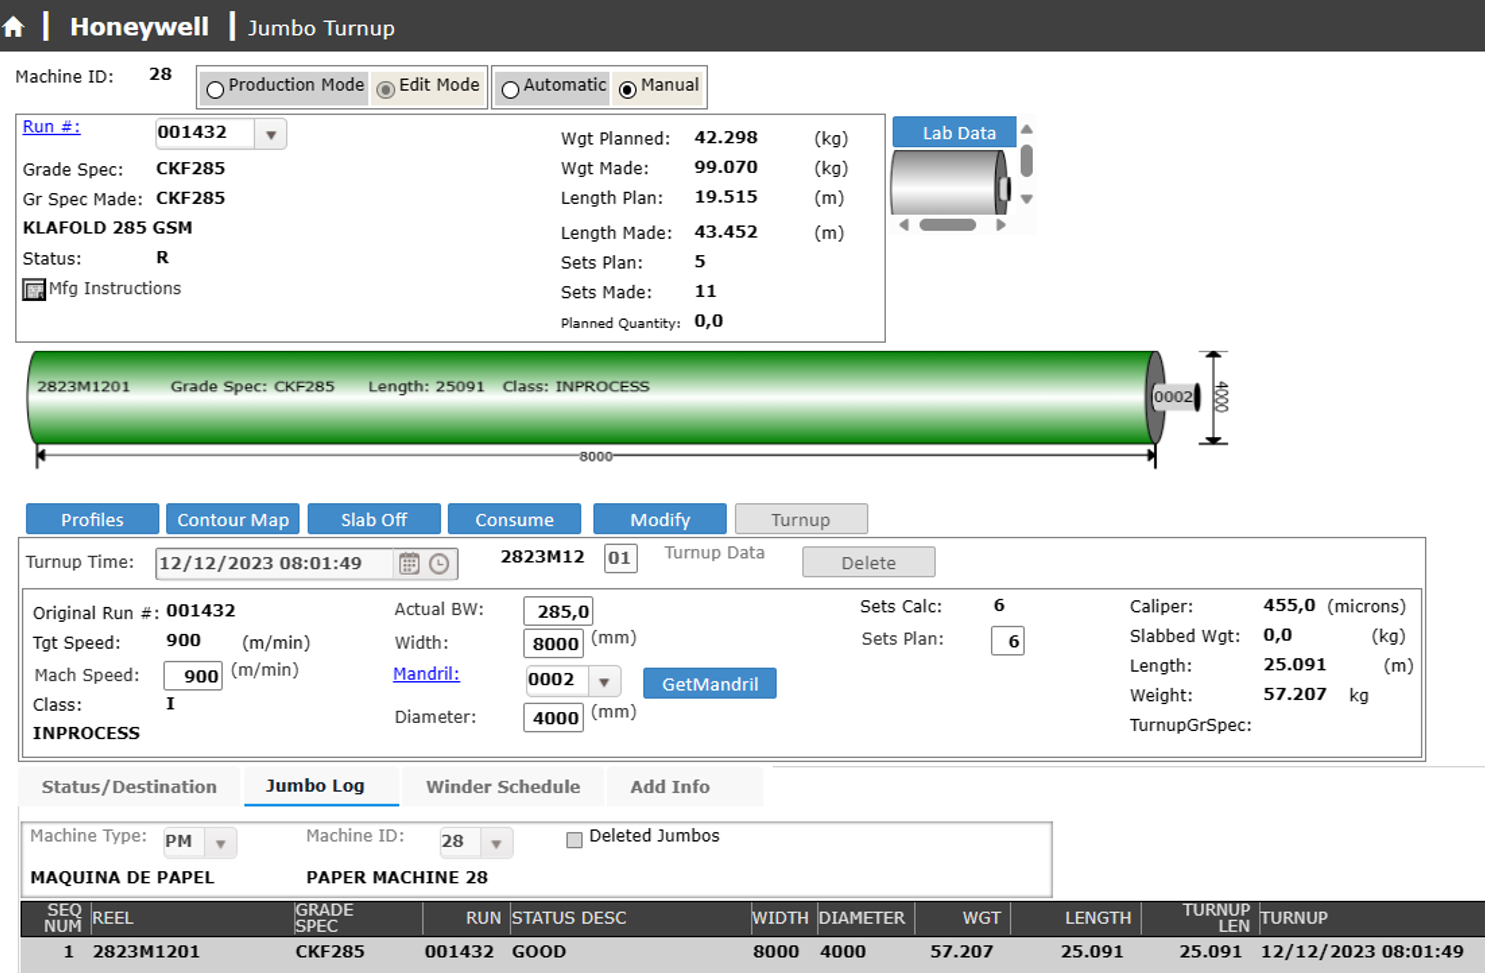 Honeywell | Jumbo Turnup
Machine ID: 28 Production Mode Edit Mode Automatic Manual
Run #: 001432
Grade Spec: CKF285
Gr Spec Made: CKF285
KLAFOLD 285 GSM
Status: R
Mfg Instructions
Wgt Planned: 42.298 (kg)
Wgt Made: 99.070 (kg)
Length Plan: 19.515 (m)
Length Made: 43.452 (m)
Sets Plan: 5
Sets Made: 11
Planned Quantity: 0,0
Lab Data
2823M1201 Grade Spec: CKF285 Length: 25091 Class: INPROCESS
0002
4000
8000
Profiles Contour Map Slab Off Consume Modify Turnup
Turnup Time: 12/12/2023 08:01:49 2823M12 01 Turnup Data Delete
Original Run #: 001432
Tgt Speed: 900 (m/min)
Mach Speed: 900 (m/min)
Class: I
INPROCESS
Actual BW: 285,0
Width: 8000 (mm)
Mandril: 0002 GetMandril
Diameter: 4000 (mm)
Sets Calc: 6
Sets Plan: 6
Caliper: 455,0 (microns)
Slabbed Wgt: 0,0 (kg)
Length: 25.091 (m)
Weight: 57.207 kg
TurnupGrSpec:
Status/Destination Jumbo Log Winder Schedule Add Info
Machine Type: PM Machine ID: 28 Deleted Jumbos
MAQUINA DE PAPEL PAPER MACHINE 28
SEQ NUM REEL GRADE SPEC RUN STATUS DESC WIDTH DIAMETER WGT LENGTH TURNUP LEN TURNUP
1 2823M1201 CKF285 001432 GOOD 8000 4000 57.207 25.091 25.091 12/12/2023 08:01:49